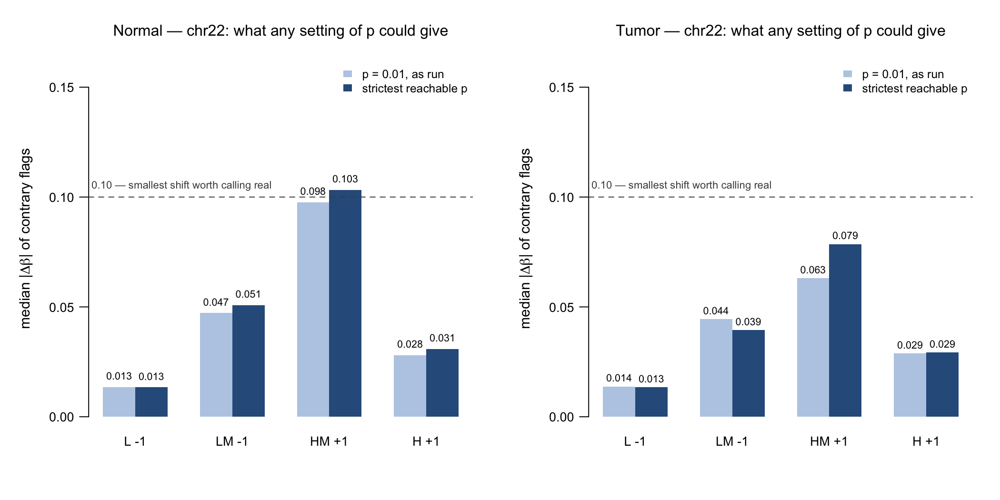 Normal — chr22: what any setting of p could give
p = 0.01, as run
strictest reachable p
median |Δβ| of contrary flags
0.15
0.10
0.05
0.00
0.10 — smallest shift worth calling real
0.013
0.013
0.047
0.051
0.098
0.103
0.028
0.031
L -1
LM -1
HM +1
H +1
Tumor — chr22: what any setting of p could give
p = 0.01, as run
strictest reachable p
median |Δβ| of contrary flags
0.15
0.10
0.05
0.00
0.10 — smallest shift worth calling real
0.014
0.013
0.044
0.039
0.063
0.079
0.029
0.029
L -1
LM -1
HM +1
H +1